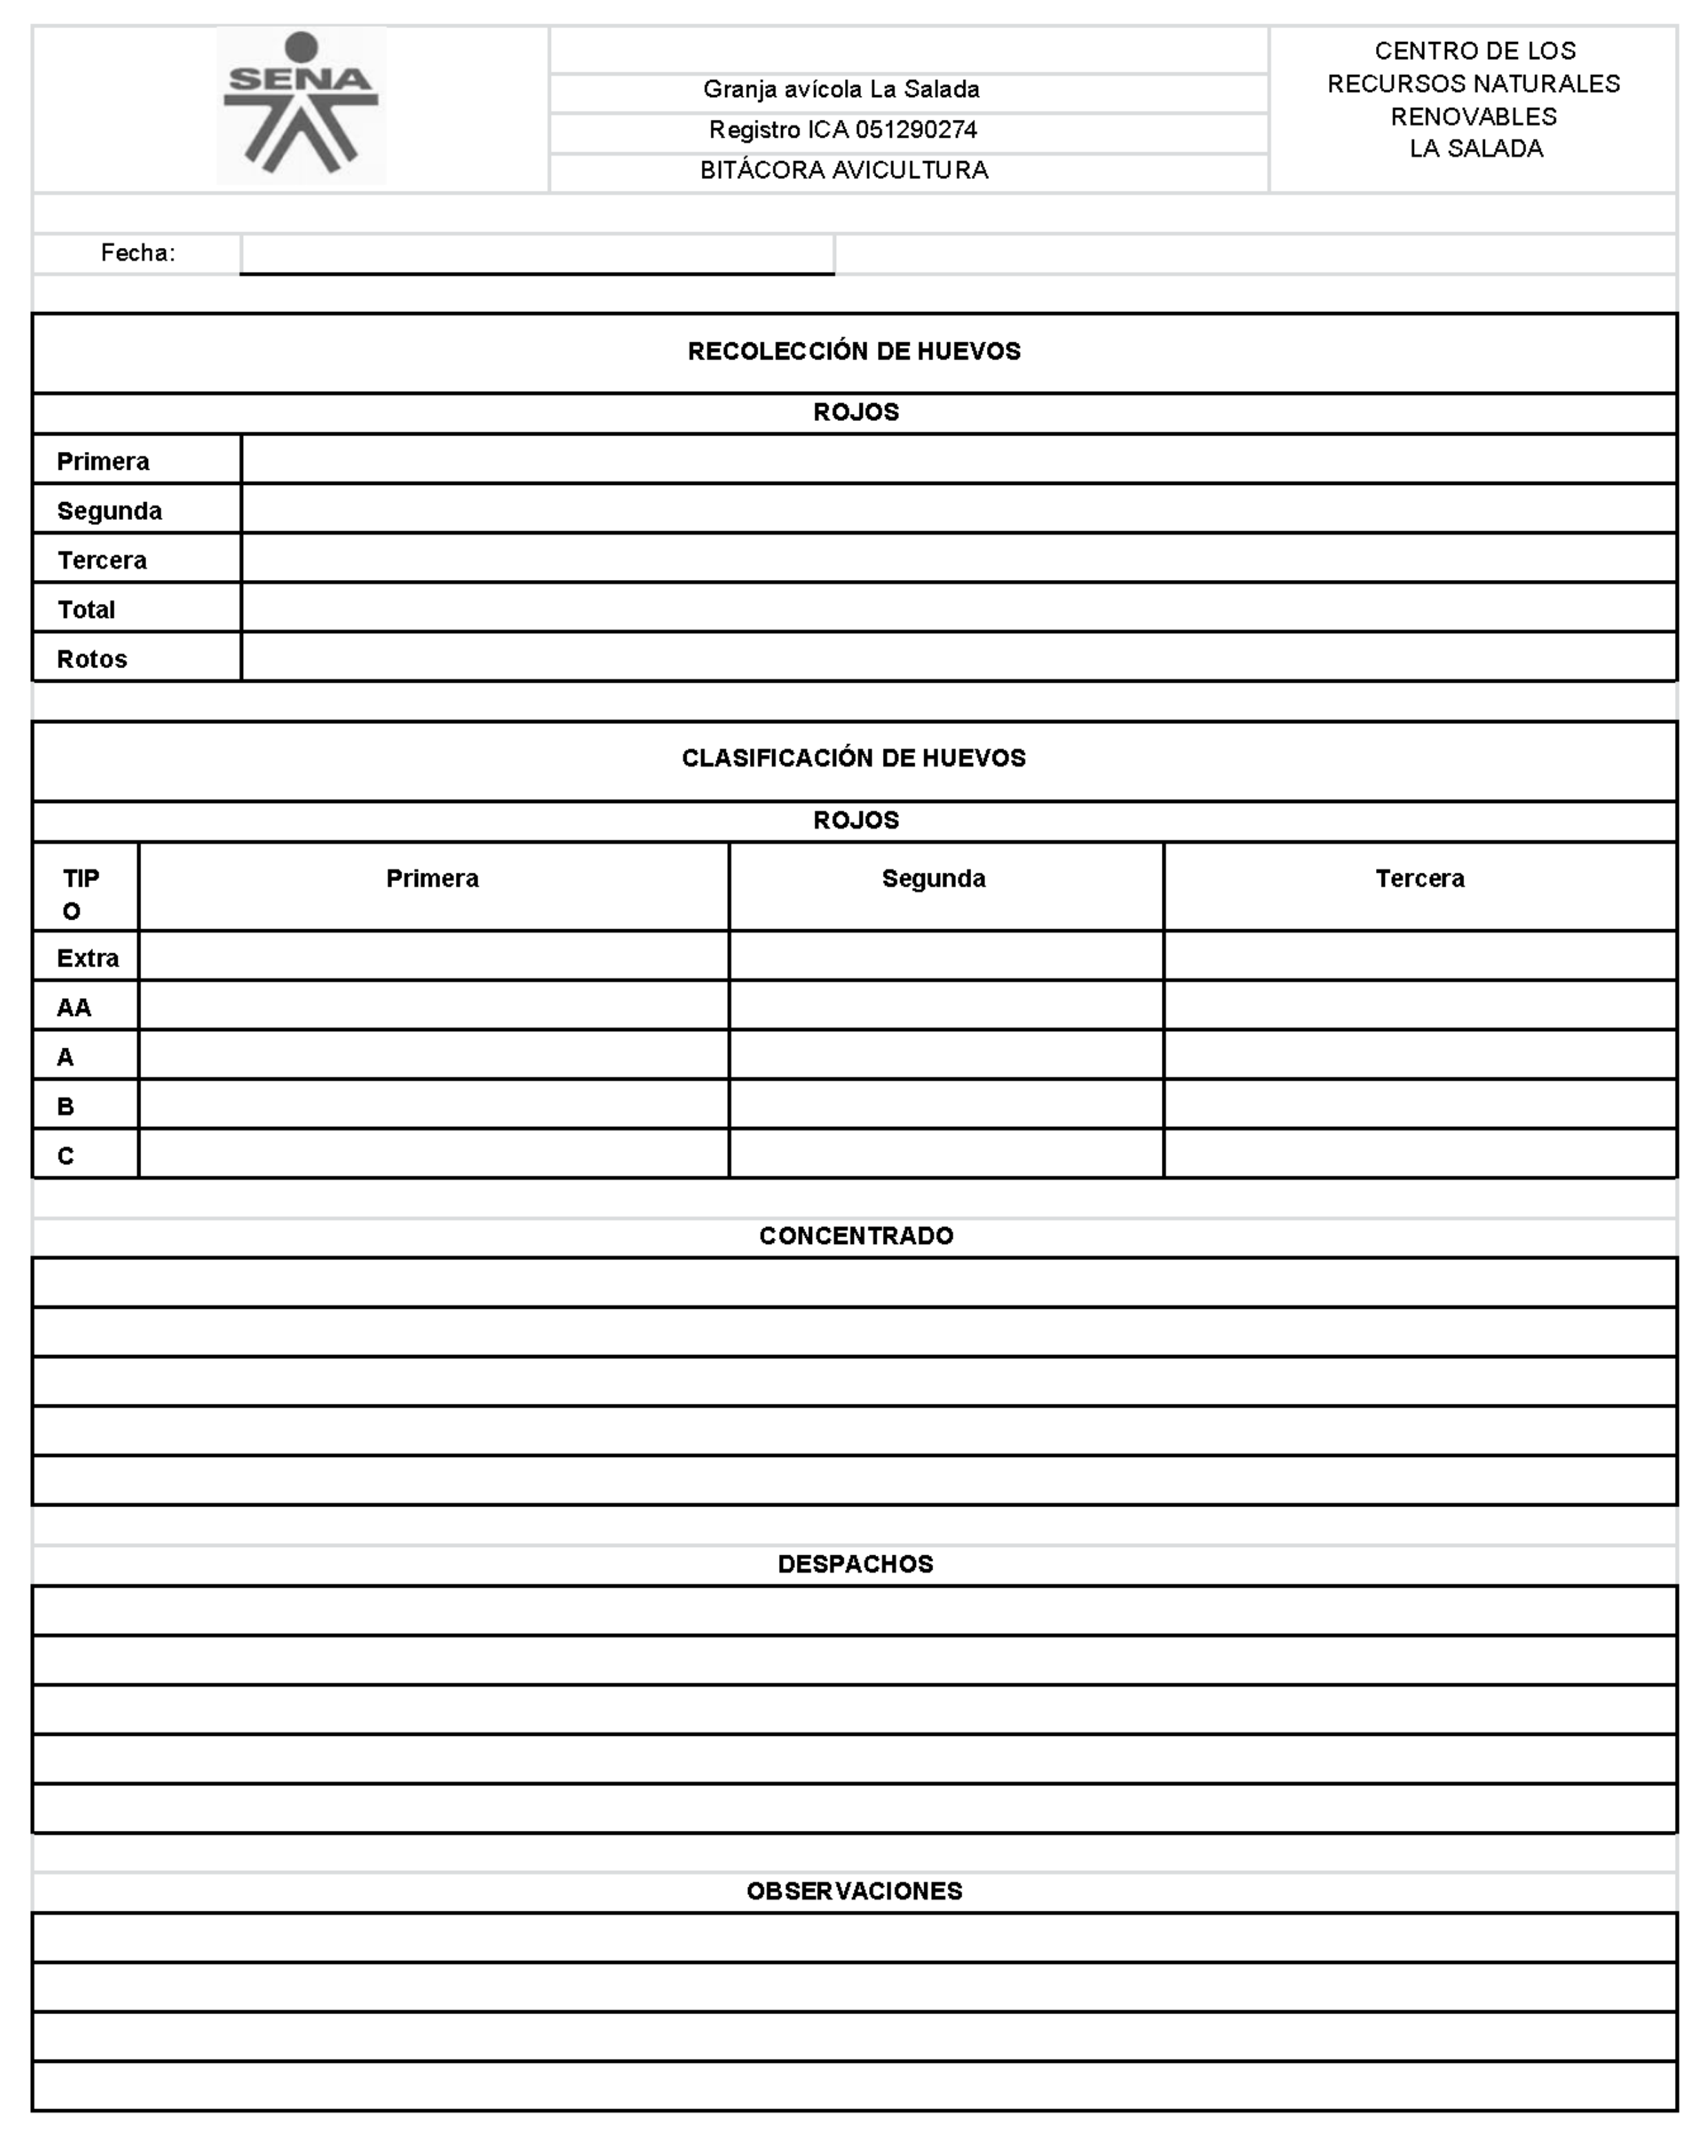 SENA
Granja avícola La Salada
Registro ICA 051290274
BITÁCORA AVICULTURA
CENTRO DE LOS
RECURSOS NATURALES
RENOVABLES
LA SALADA
Fecha:
RECOLECCIÓN DE HUEVOS
ROJOS
Primera
Segunda
Tercera
Total
Rotos
CLASIFICACIÓN DE HUEVOS
ROJOS
TIP
O
Primera
Segunda
Tercera
Extra
AA
A
B
C
CONCENTRADO
DESPACHOS
OBSERVACIONES